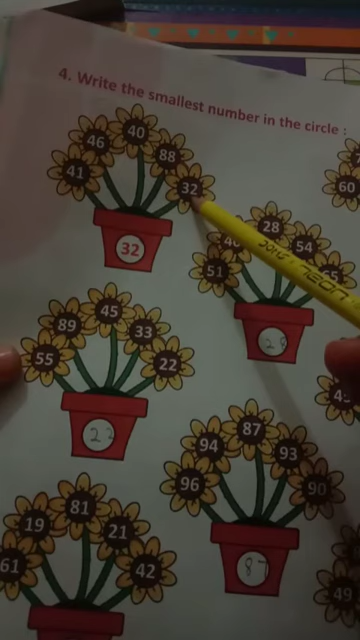 4. Write the smallest number in the circle :
41 46 40 88 32
32
51 28 54
28
60
55 89 45 33 22
22
96 94 87 93 90
87
61 19 81 21 42
49